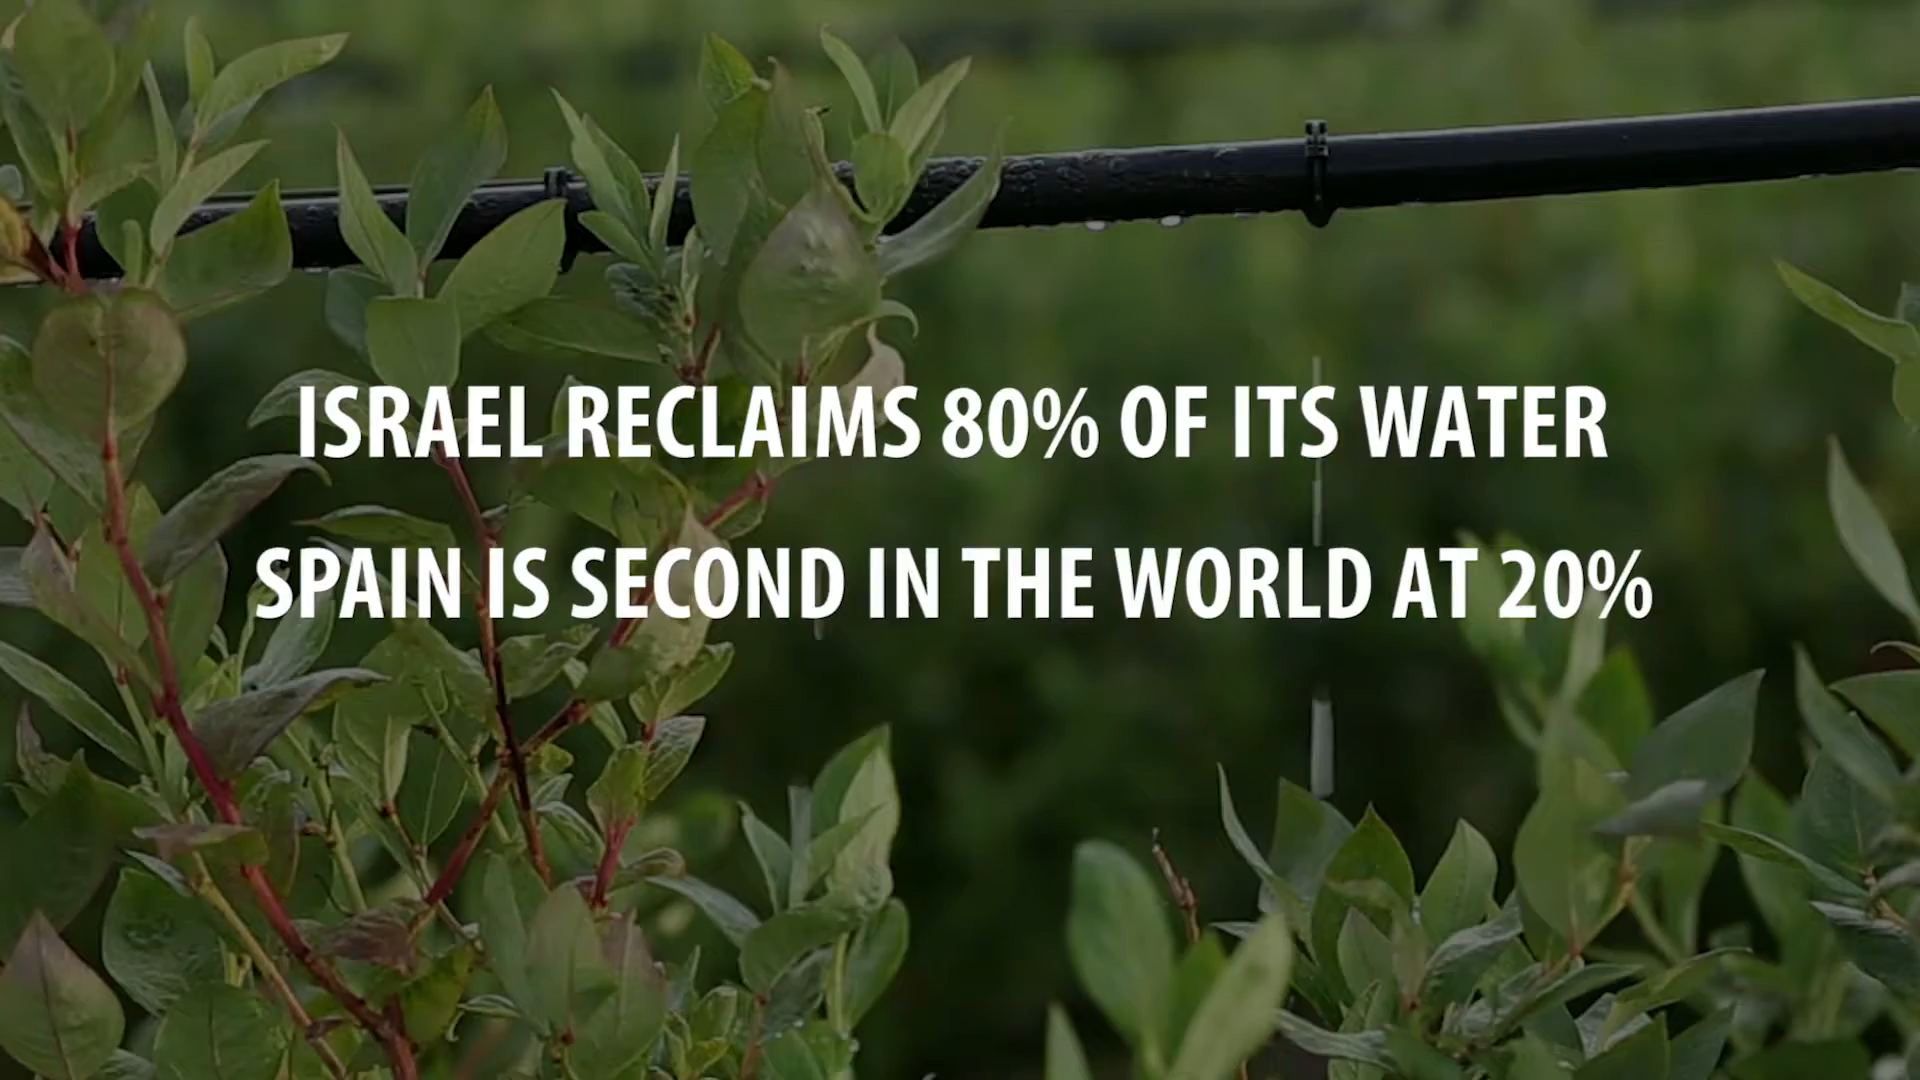 ISRAEL RECLAIMS 80% OF ITS WATER
SPAIN IS SECOND IN THE WORLD AT 20%